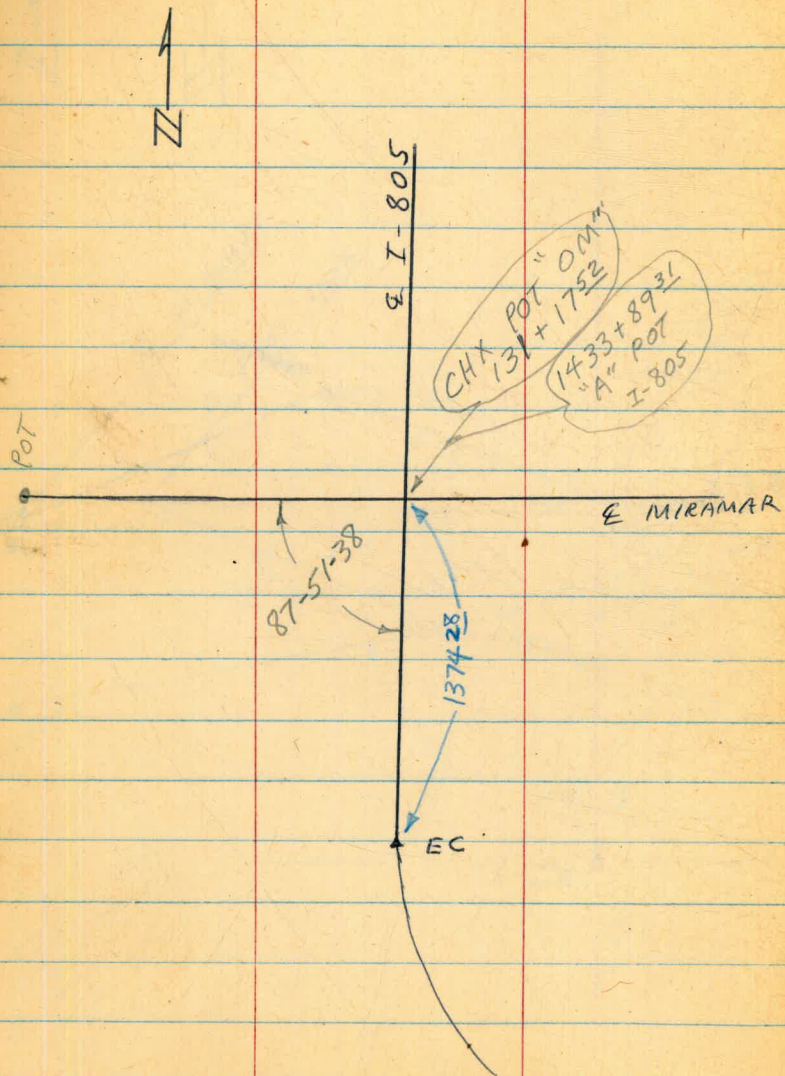 N
℄ I-805
CHX POT "OM"
131+17 52
1433+89 31
"A" POT
I-805
POT
℄ MIRAMAR
87-51-38
1374 28
EC